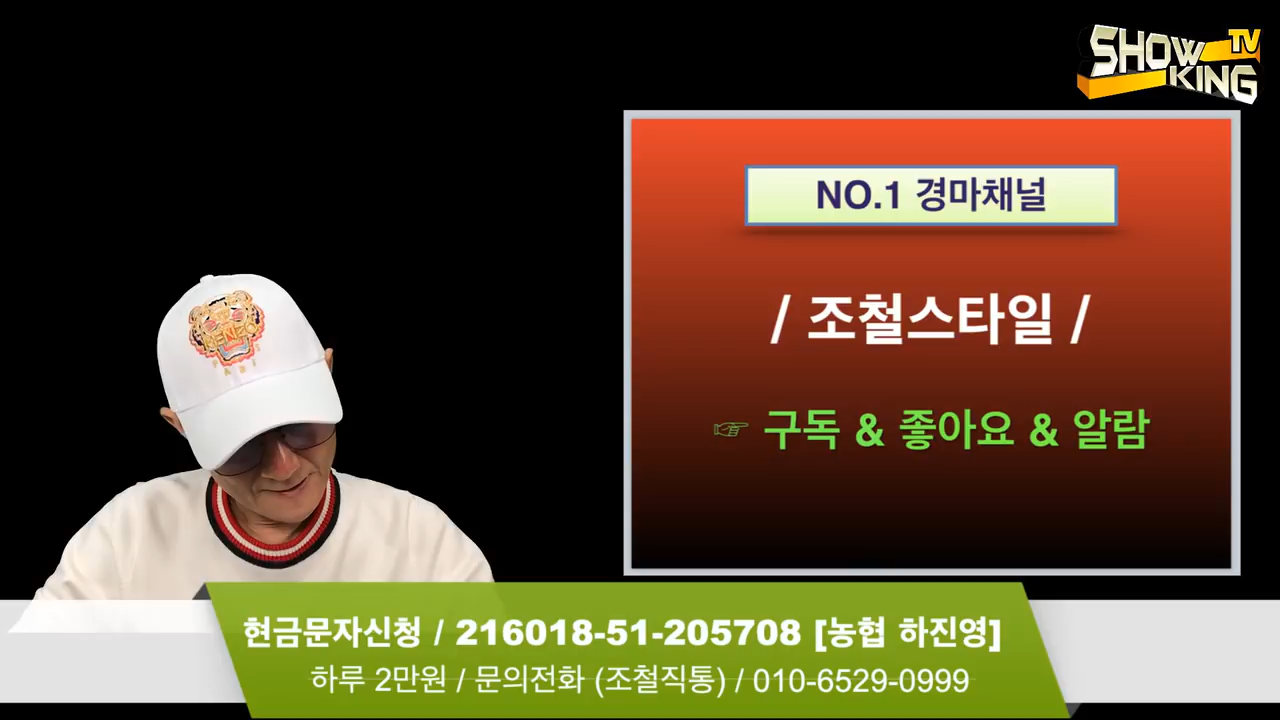 SHOW TV
KING
NO.1 경마채널
/ 조철스타일 /
☞ 구독 & 좋아요 & 알람
KENZO
PARIS
현금문자신청 / 216018-51-205708 [농협 하진영]
하루 2만원 / 문의전화 (조철직통) / 010-6529-0999